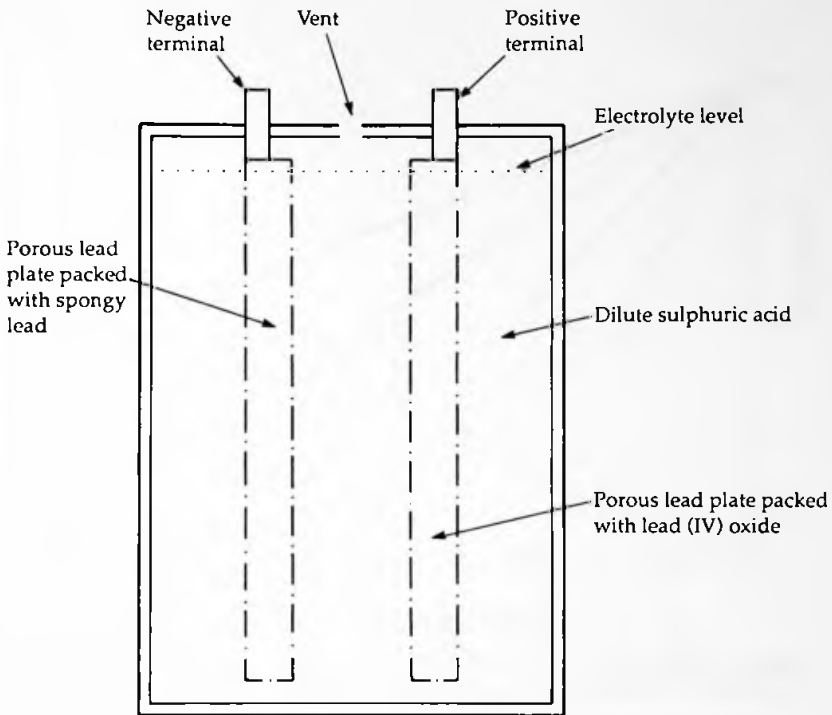 Negative
terminal
Vent
Positive
terminal
Electrolyte level
Porous lead
plate packed
with spongy
lead
Dilute sulphuric acid
Porous lead plate packed
with lead (IV) oxide